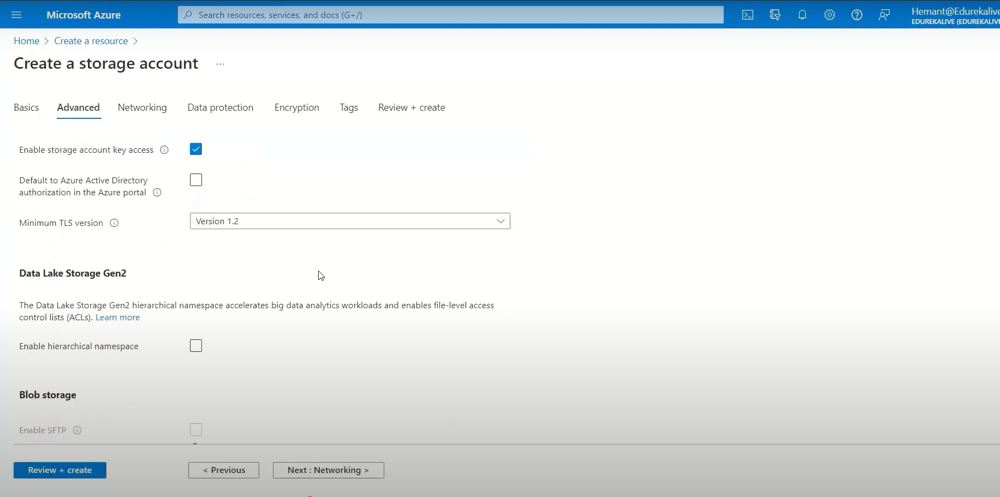 Microsoft Azure
Search resources, services, and docs (G+/)
Hemant@Edurekalive
EDUREKALIVE (EDUREKALIVE
Home > Create a resource >
Create a storage account ...
Basics Advanced Networking Data protection Encryption Tags Review + create
Enable storage account key access
Default to Azure Active Directory
authorization in the Azure portal
Minimum TLS version
Version 1.2
Data Lake Storage Gen2
The Data Lake Storage Gen2 hierarchical namespace accelerates big data analytics workloads and enables file-level access
control lists (ACLs). Learn more
Enable hierarchical namespace
Blob storage
Enable SFTP
Review + create
< Previous
Next : Networking >